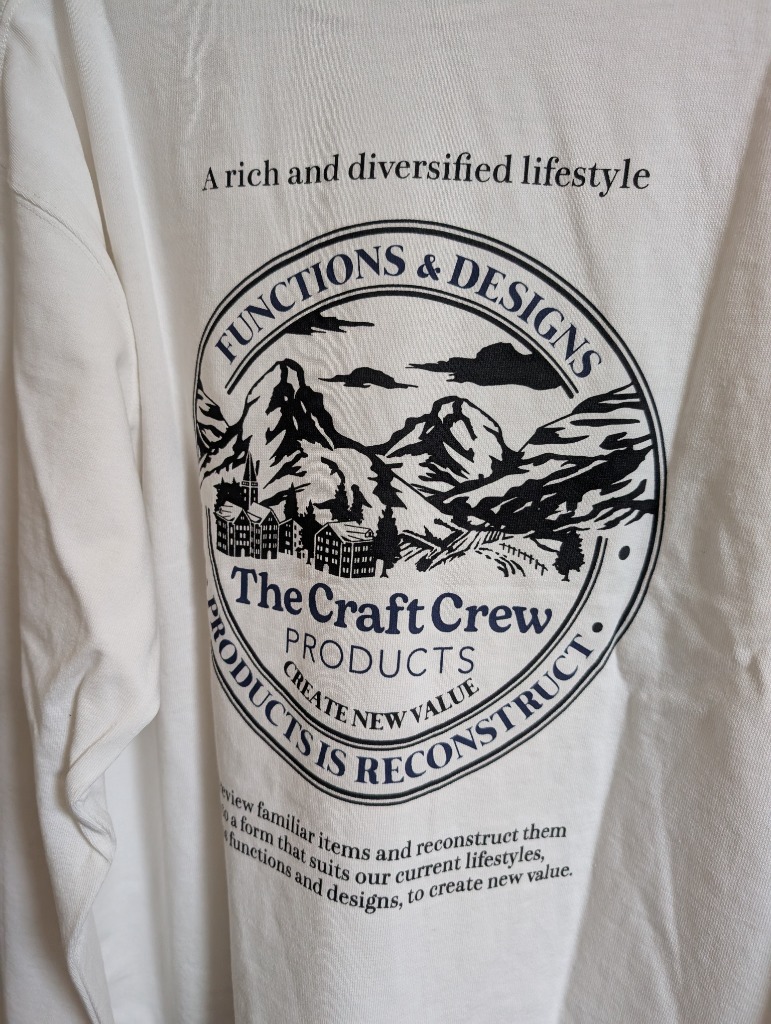 A rich and diversified lifestyle
FUNCTIONS & DESIGNS
The Craft Crew
PRODUCTS
CREATE NEW VALUE
PRODUCTS IS RECONSTRUCT
familiar items and reconstruct them
a form that suits our current lifestyles,
functions and designs, to create new value.